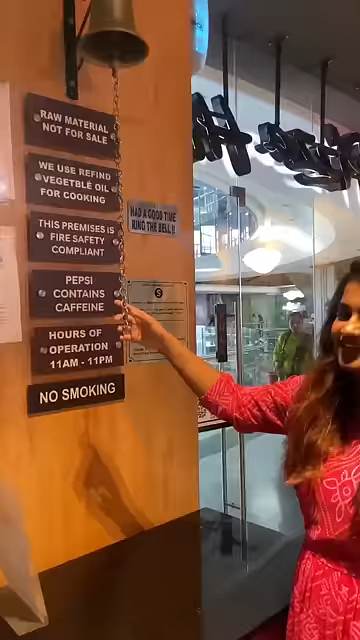 RAW MATERIAL
NOT FOR SALE
WE USE REFIND
VEGETBLE OIL
FOR COOKING
HAD A GOOD TIME
RING THE BELL !!
THIS PREMISES IS
FIRE SAFETY
COMPLIANT
PEPSI
CONTAINS
CAFFEINE
HOURS OF
OPERATION
11AM - 11PM
NO SMOKING